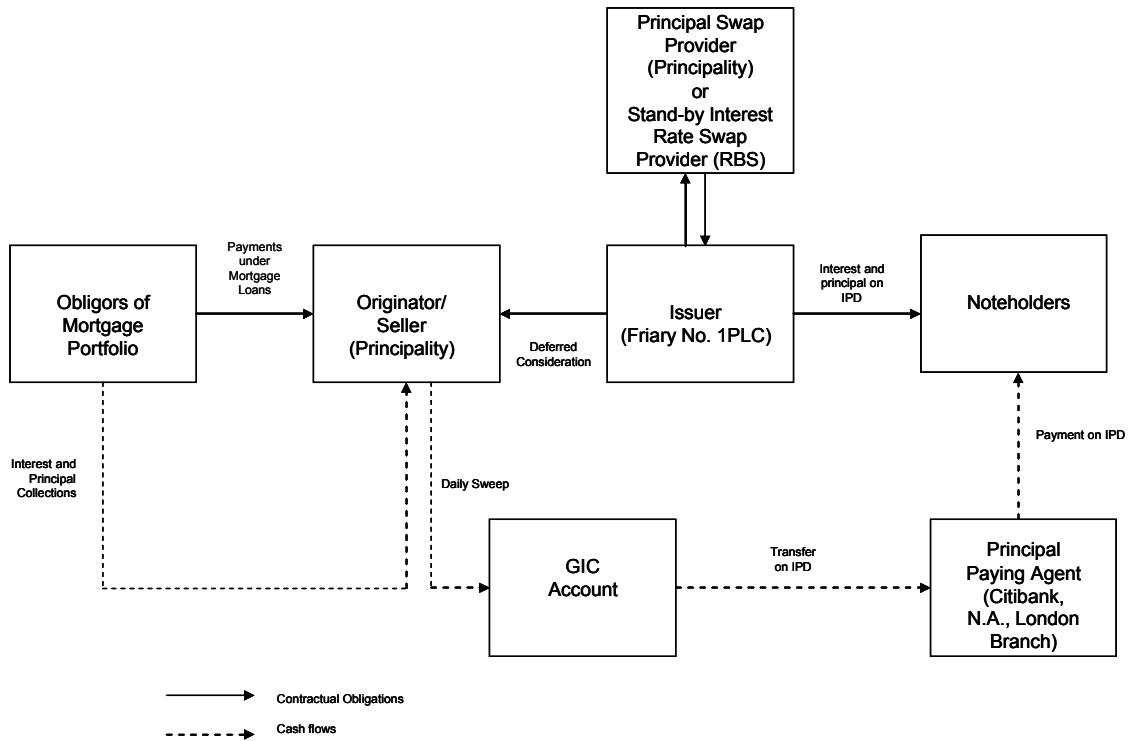 Principal Swap
Provider
(Principality)
or
Stand-by Interest
Rate Swap
Provider (RBS)
Payments
under
Mortgage
Loans
Interest and
principal on
IPD
Obligors of
Mortgage
Portfolio
Originator/
Seller
(Principality)
Issuer
(Friary No. 1PLC)
Noteholders
Deferred
Consideration
Interest and
Principal
Collections
Daily Sweep
Payment on IPD
GIC
Account
Transfer
on IPD
Principal
Paying Agent
(Citibank,
N.A., London
Branch)
Contractual Obligations
Cash flows